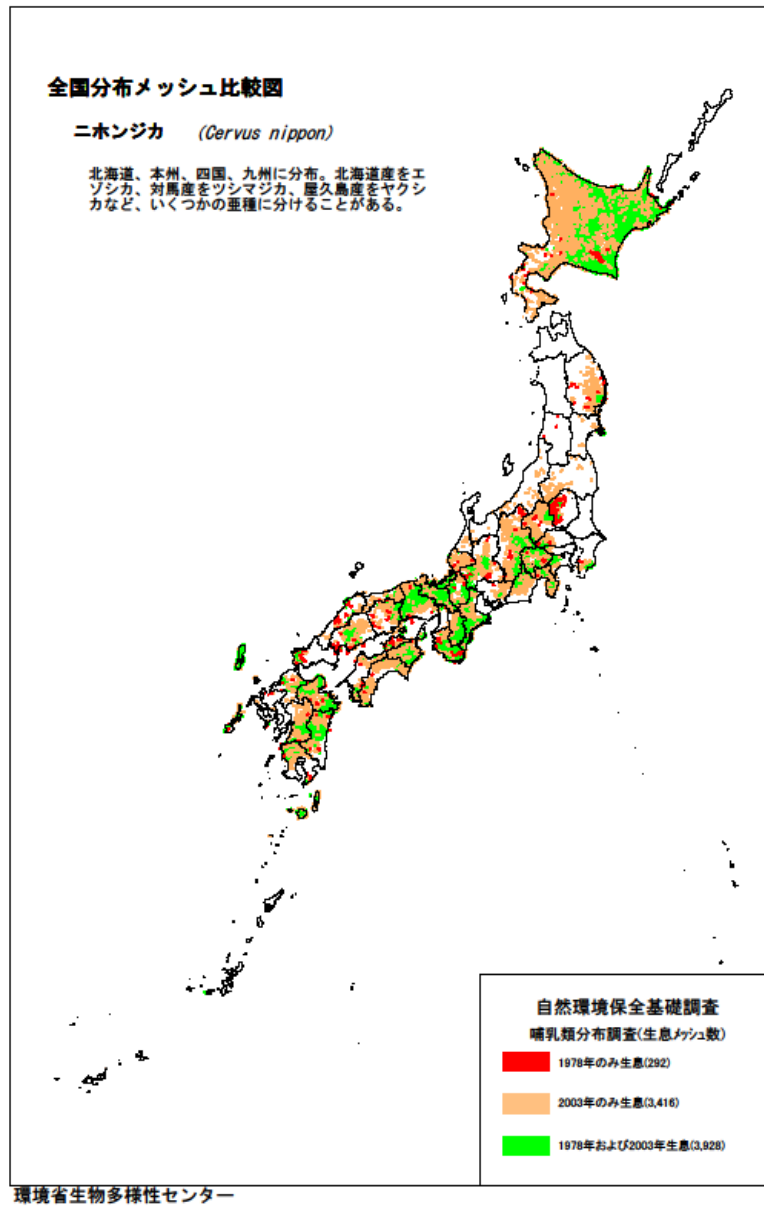 全国分布メッシュ比較図
ニホンジカ (Cervus nippon)
北海道、本州、四国、九州に分布。北海道産をエ
ゾシカ、対馬産をツシマジカ、屋久島産をヤクシ
カなど、いくつかの亜種に分けることがある。
自然環境保全基礎調査
哺乳類分布調査(生息メッシュ数)
1978年のみ生息(292)
2003年のみ生息(3,416)
1978年および2003年生息(3,928)
環境省生物多様性センター